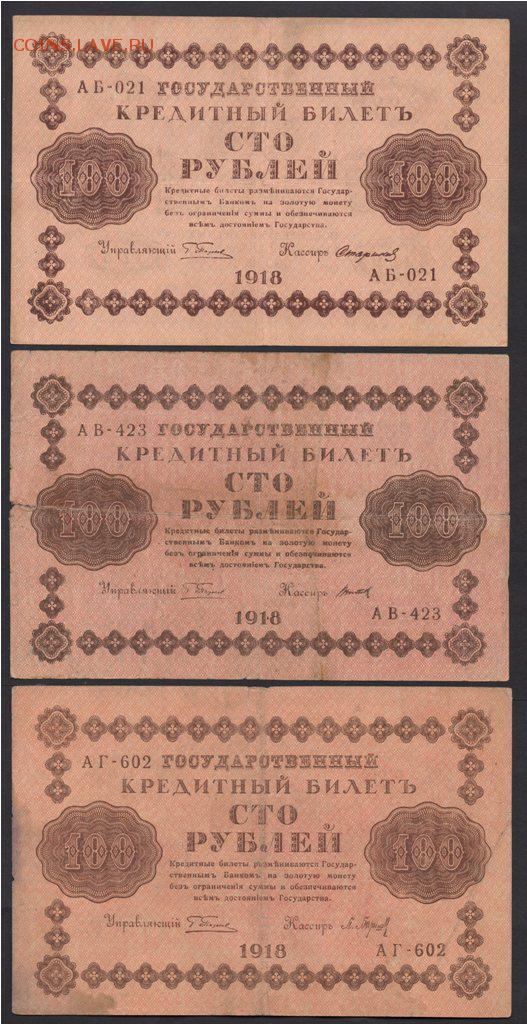 COINS.LAVE.RU
АБ-021 ГОСУДАРСТВЕННЫЙ
КРЕДИТНЫЙ БИЛЕТЪ
СТО
РУБЛЕЙ
100 100
Кредитные билеты размѣниваются Государ-
ственнымъ Банкомъ на золотую монету
безъ ограниченія суммы и обезпечиваются
всѣмъ достояніемъ Государства.
Управляющій Кассиръ
1918 АБ-021
АВ-423 ГОСУДАРСТВЕННЫЙ
КРЕДИТНЫЙ БИЛЕТЪ
СТО
РУБЛЕЙ
100 100
Кредитные билеты размѣниваются Государ-
ственнымъ Банкомъ на золотую монету
безъ ограниченія суммы и обезпечиваются
всѣмъ достояніемъ Государства.
Управляющій Кассиръ
1918 АВ-423
АГ-602 ГОСУДАРСТВЕННЫЙ
КРЕДИТНЫЙ БИЛЕТЪ
СТО
РУБЛЕЙ
100 100
Кредитные билеты размѣниваются Государ-
ственнымъ Банкомъ на золотую монету
безъ ограниченія суммы и обезпечиваются
всѣмъ достояніемъ Государства.
Управляющій Кассиръ
1918 АГ-602